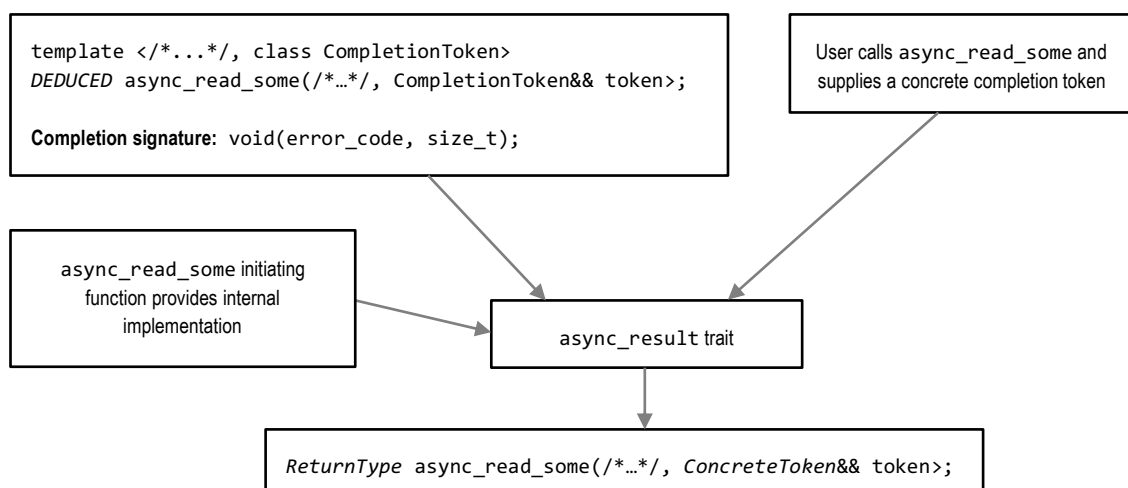 template </*...*/, class CompletionToken>
DEDUCED async_read_some(/*…*/, CompletionToken&& token>;
Completion signature: void(error_code, size_t);
User calls async_read_some and
supplies a concrete completion token
async_read_some initiating
function provides internal
implementation
async_result trait
ReturnType async_read_some(/*…*/, ConcreteToken&& token>;